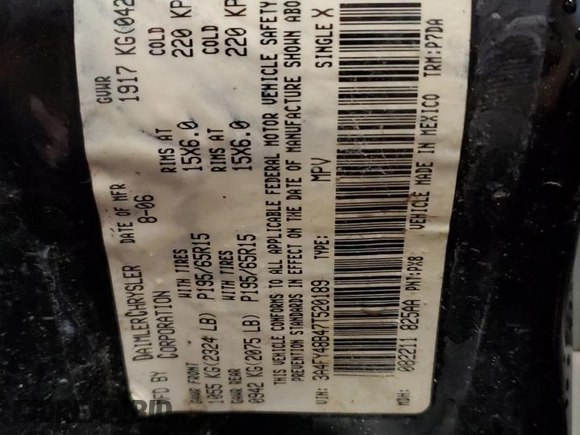 MFD BY DAIMLERCHRYSLER CORPORATION
DATE OF MFR 8-06
GVWR 1917 KG(042
GAWR FRONT WITH TIRES RIMS AT COLD
1055 KG(2324 LB) P195/65R15 15X6.0 220 KP
GAWR REAR WITH TIRES RIMS AT COLD
0942 KG(2075 LB) P195/65R15 15X6.0 220 KP
THIS VEHICLE CONFORMS TO ALL APPLICABLE FEDERAL MOTOR VEHICLE SAFETY
PREVENTION STANDARDS IN EFFECT ON THE DATE OF MANUFACTURE SHOWN ABO
VIN: 3A4FY48B47T520189 TYPE: MPV SINGLE X
MDH: 082211 825AA PNT:PX8 VEHICLE MADE IN MEXICO TRM:P7DA